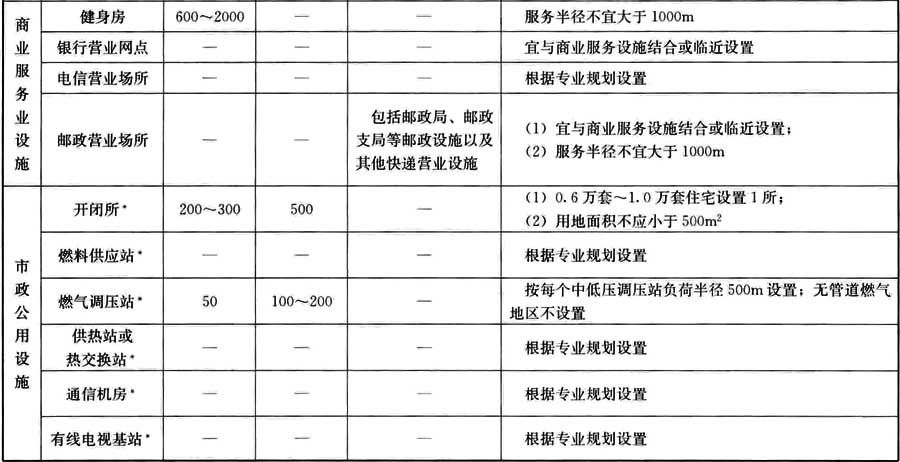 商业服务业设施
健身房 600～2000 — — 服务半径不宜大于 1000m
银行营业网点 — — — 宜与商业服务设施结合或临近设置
电信营业场所 — — — 根据专业规划设置
邮政营业场所 — — 包括邮政局、邮政
支局等邮政设施以及
其他快递营业设施
（1）宜与商业服务设施结合或临近设置；
（2）服务半径不宜大于 1000m
市政公用设施
开闭所* 200～300 500 —
（1）0.6 万套～1.0 万套住宅设置 1 所；
（2）用地面积不应小于 500m²
燃料供应站* — — — 根据专业规划设置
燃气调压站* 50 100～200 —
按每个中低压调压站负荷半径 500m 设置；无管道燃气
地区不设置
供热站或
热交换站* — — — 根据专业规划设置
通信机房* — — — 根据专业规划设置
有线电视基站* — — — 根据专业规划设置